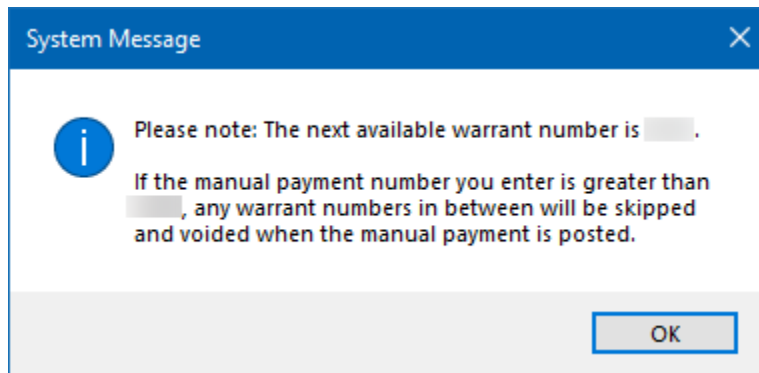 System Message
Please note: The next available warrant number is .
If the manual payment number you enter is greater than
, any warrant numbers in between will be skipped
and voided when the manual payment is posted.
OK